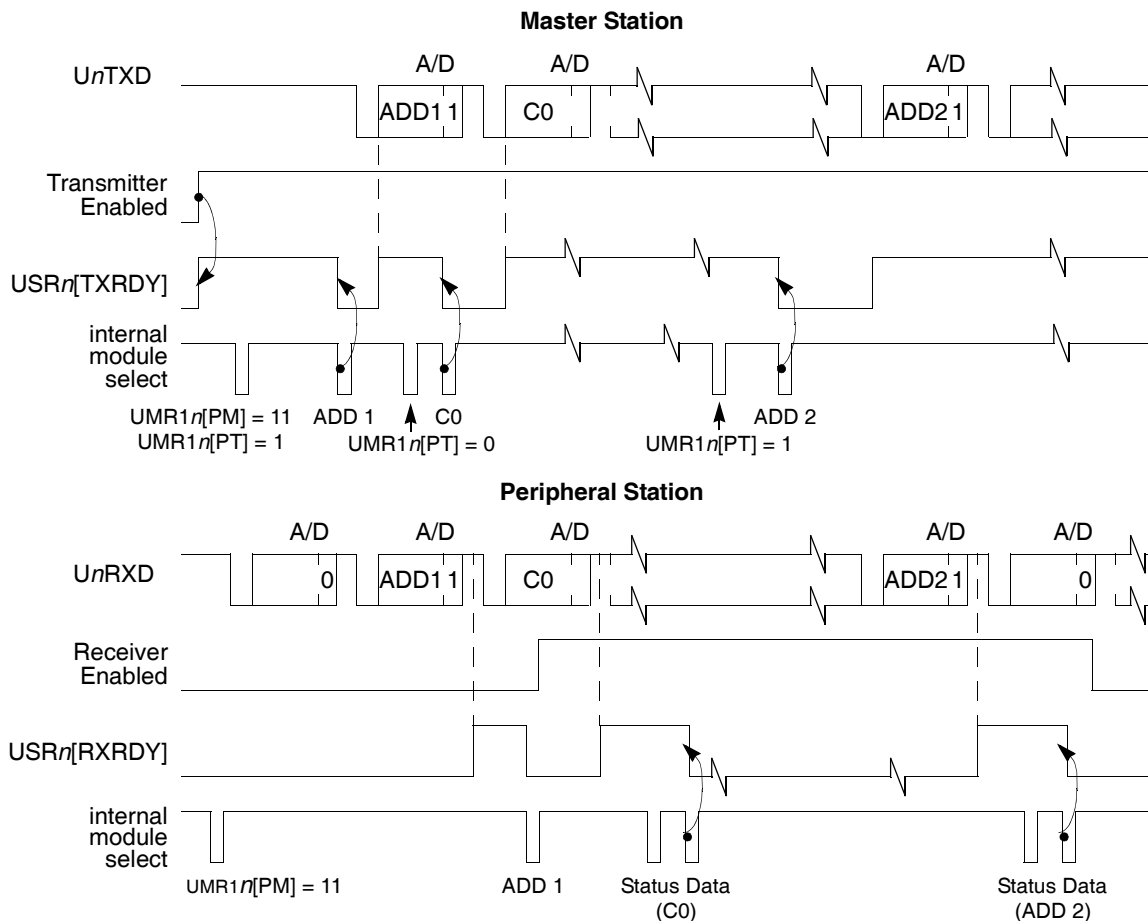 Master Station
A/D A/D A/D
UnTXD
ADD1 1 C0 ADD2 1
Transmitter
Enabled
USRn[TXRDY]
internal
module
select
UMR1n[PM] = 11 ADD 1 C0 ADD 2
UMR1n[PT] = 1 UMR1n[PT] = 0 UMR1n[PT] = 1
Peripheral Station
A/D A/D A/D A/D A/D
UnRXD
0 ADD1 1 C0 ADD2 1 0
Receiver
Enabled
USRn[RXRDY]
internal
module
select
UMR1n[PM] = 11 ADD 1 Status Data Status Data
(C0) (ADD 2)